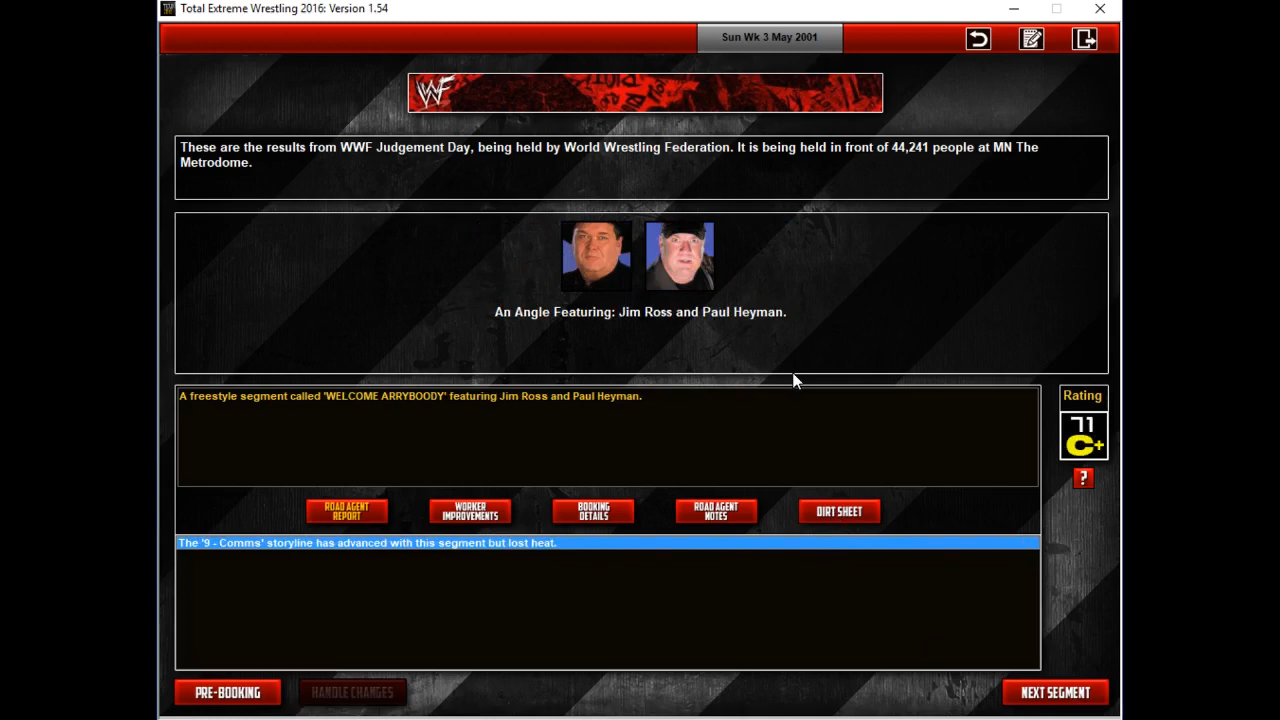 Total Extreme Wrestling 2016: Version 1.54
Sun Wk 3 May 2001
These are the results from WWF Judgement Day, being held by World Wrestling Federation. It is being held in front of 44,241 people at MN The
Metrodome.
An Angle Featuring: Jim Ross and Paul Heyman.
A freestyle segment called 'WELCOME ARRYBOODY' featuring Jim Ross and Paul Heyman.
Rating
71
C+
?
ROAD AGENT
REPORT
WORKER
IMPROVEMENTS
BOOKING
DETAILS
ROAD AGENT
NOTES
DIRT SHEET
The '9 - Comms' storyline has advanced with this segment but lost heat.
PRE-BOOKING
HANDLE CHANGES
NEXT SEGMENT